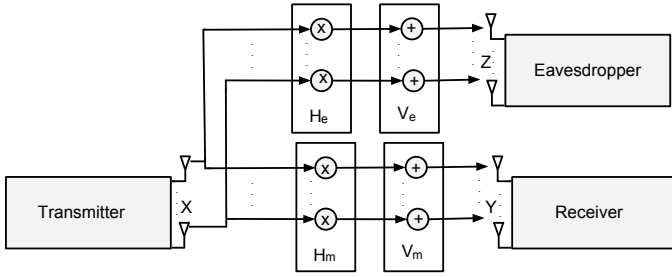 x
+
Z
Eavesdropper
x
+
He
Ve
x
+
Transmitter
X
Y
Receiver
x
+
Hm
Vm